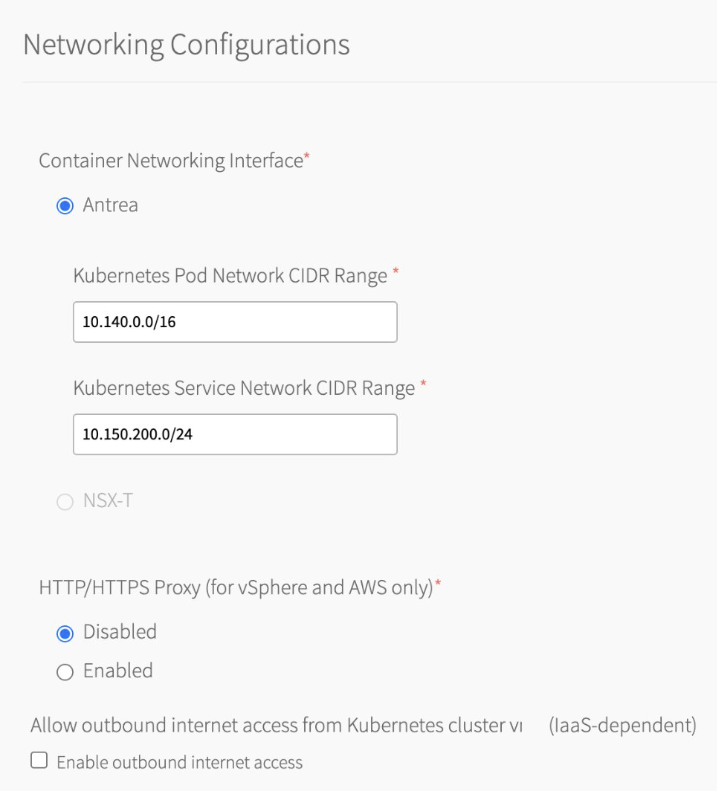 Networking Configurations
Container Networking Interface*
Antrea
Kubernetes Pod Network CIDR Range *
10.140.0.0/16
Kubernetes Service Network CIDR Range *
10.150.200.0/24
NSX-T
HTTP/HTTPS Proxy (for vSphere and AWS only)*
Disabled
Enabled
Allow outbound internet access from Kubernetes cluster (IaaS-dependent)
Enable outbound internet access